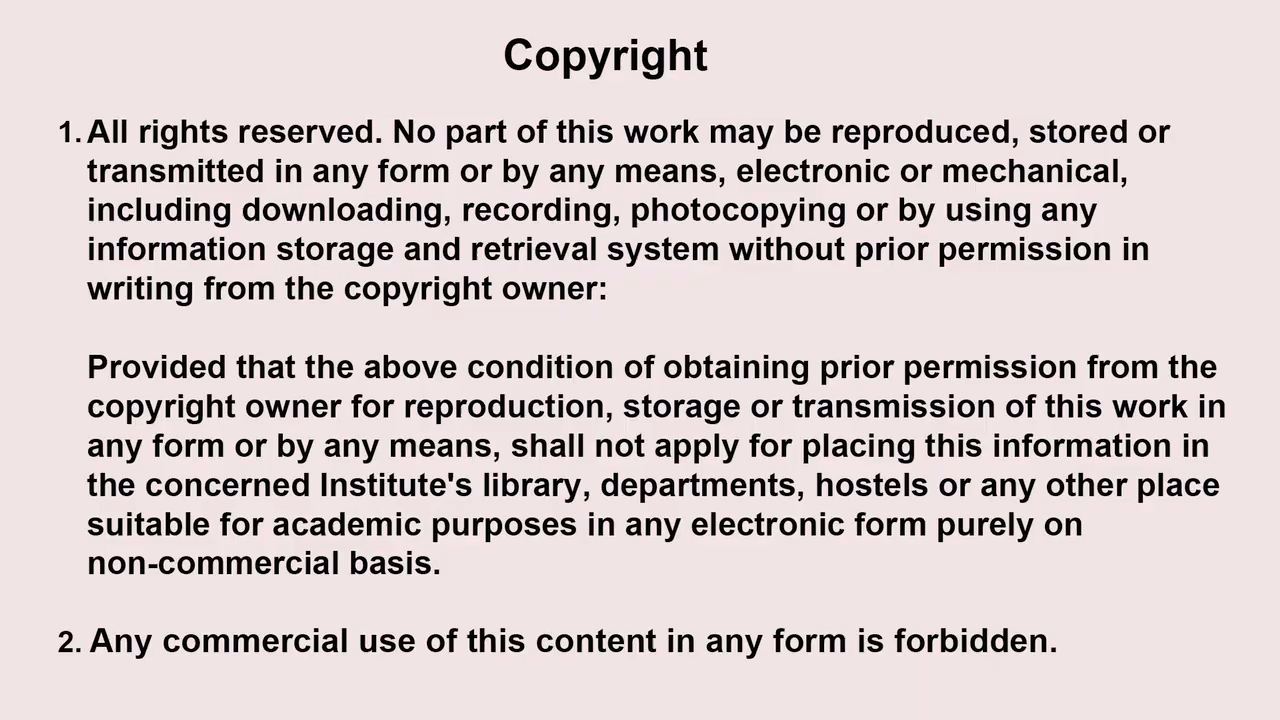 Copyright
1. All rights reserved. No part of this work may be reproduced, stored or
transmitted in any form or by any means, electronic or mechanical,
including downloading, recording, photocopying or by using any
information storage and retrieval system without prior permission in
writing from the copyright owner:
Provided that the above condition of obtaining prior permission from the
copyright owner for reproduction, storage or transmission of this work in
any form or by any means, shall not apply for placing this information in
the concerned Institute's library, departments, hostels or any other place
suitable for academic purposes in any electronic form purely on
non-commercial basis.
2. Any commercial use of this content in any form is forbidden.